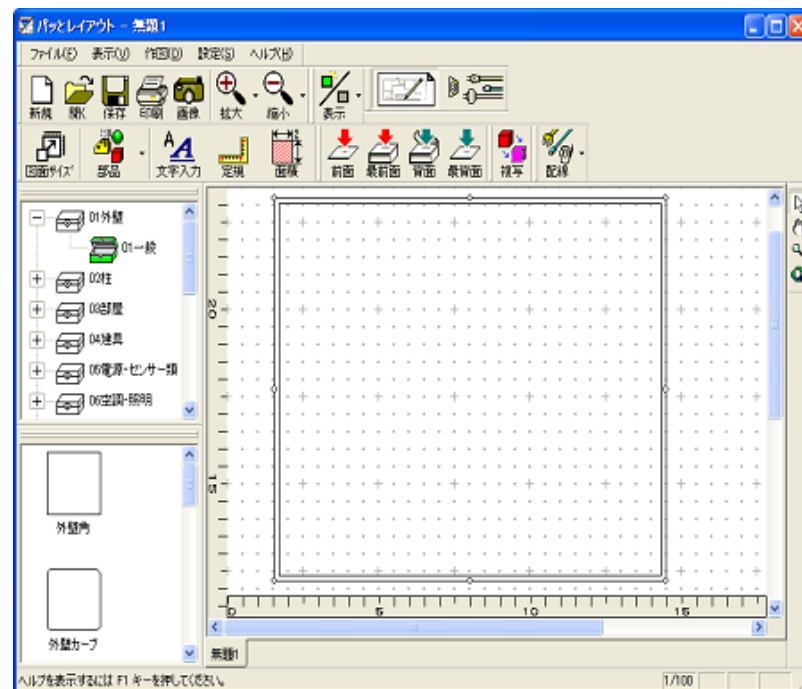 パッとレイアウト - 無題1
ファイル(F) 表示(V) 作図(D) 設定(S) ヘルプ(H)
新規 開く 保存 印刷 画像 拡大 縮小 表示
図面サイズ 部品 文字入力 定規 面積 前面 最前面 背面 最背面 複写 配線
01外壁
01一般
02柱
03部屋
04建具
05電源・センサー類
06空調・照明
外壁角
外壁カーブ
20
15
0 5 10 15
無題1
ヘルプを表示するには F1 キーを押してください。 1/100